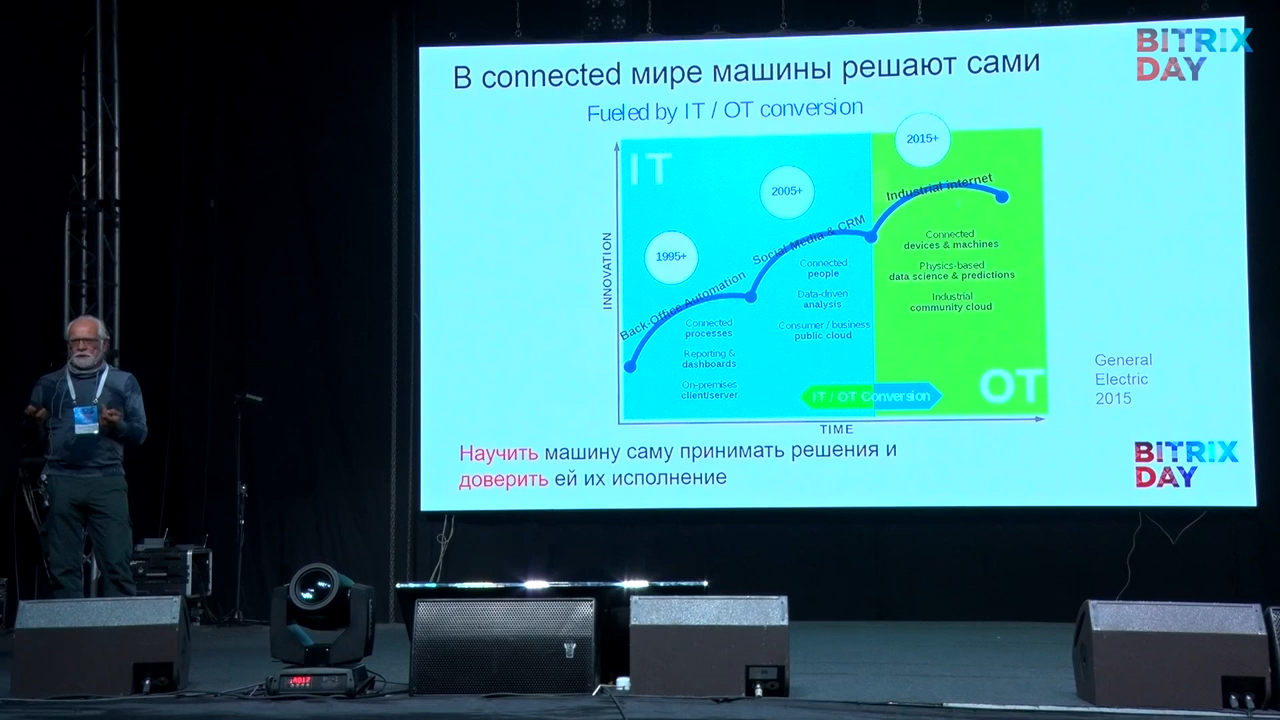 В connected мире машины решают сами
BITRIX
DAY
Fueled by IT / OT conversion
IT
2015+
2005+
1995+
Industrial internet
Social Media & CRM
Back-Office Automation
INNOVATION
Connected
devices & machines
Physics-based
data science & predictions
Industrial
community cloud
Connected
people
Data-driven
analysis
Consumer / business
public cloud
Connected
processes
Reporting &
dashboards
On-premises
client/server
IT / OT Conversion
OT
TIME
General
Electric
2015
Научить машину саму принимать решения и
доверить ей их исполнение
BITRIX
DAY